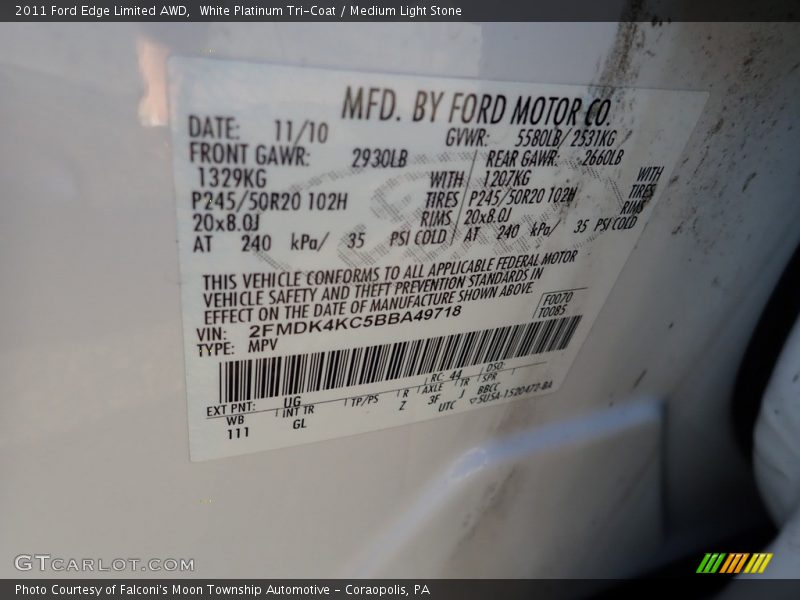 2011 Ford Edge Limited AWD,  White Platinum Tri-Coat / Medium Light Stone
MFD. BY FORD MOTOR CO.
DATE: 11/10 GVWR: 5580LB/2531KG
FRONT GAWR: 2930LB REAR GAWR: 2660LB
1329KG WITH 1207KG WITH
P245/50R20 102H TIRES P245/50R20 102H TIRES
20x8.0J RIMS 20x8.0J RIMS
AT 240 kPa/ 35 PSI COLD AT 240 kPa/ 35 PSI COLD
THIS VEHICLE CONFORMS TO ALL APPLICABLE FEDERAL MOTOR
VEHICLE SAFETY AND THEFT PREVENTION STANDARDS IN
EFFECT ON THE DATE OF MANUFACTURE SHOWN ABOVE.
VIN: 2FMDK4KC5BBA49718 F0070
TYPE: MPV T0085
EXT PNT: UG RC: 44 DSO:
WB INT TR TP/PS R AXLE TR SPR
111 GL Z 3F J BBCC
UTC ▽5USA-1520472-BA
GTCARLOT.COM
Photo Courtesy of Falconi's Moon Township Automotive - Coraopolis, PA